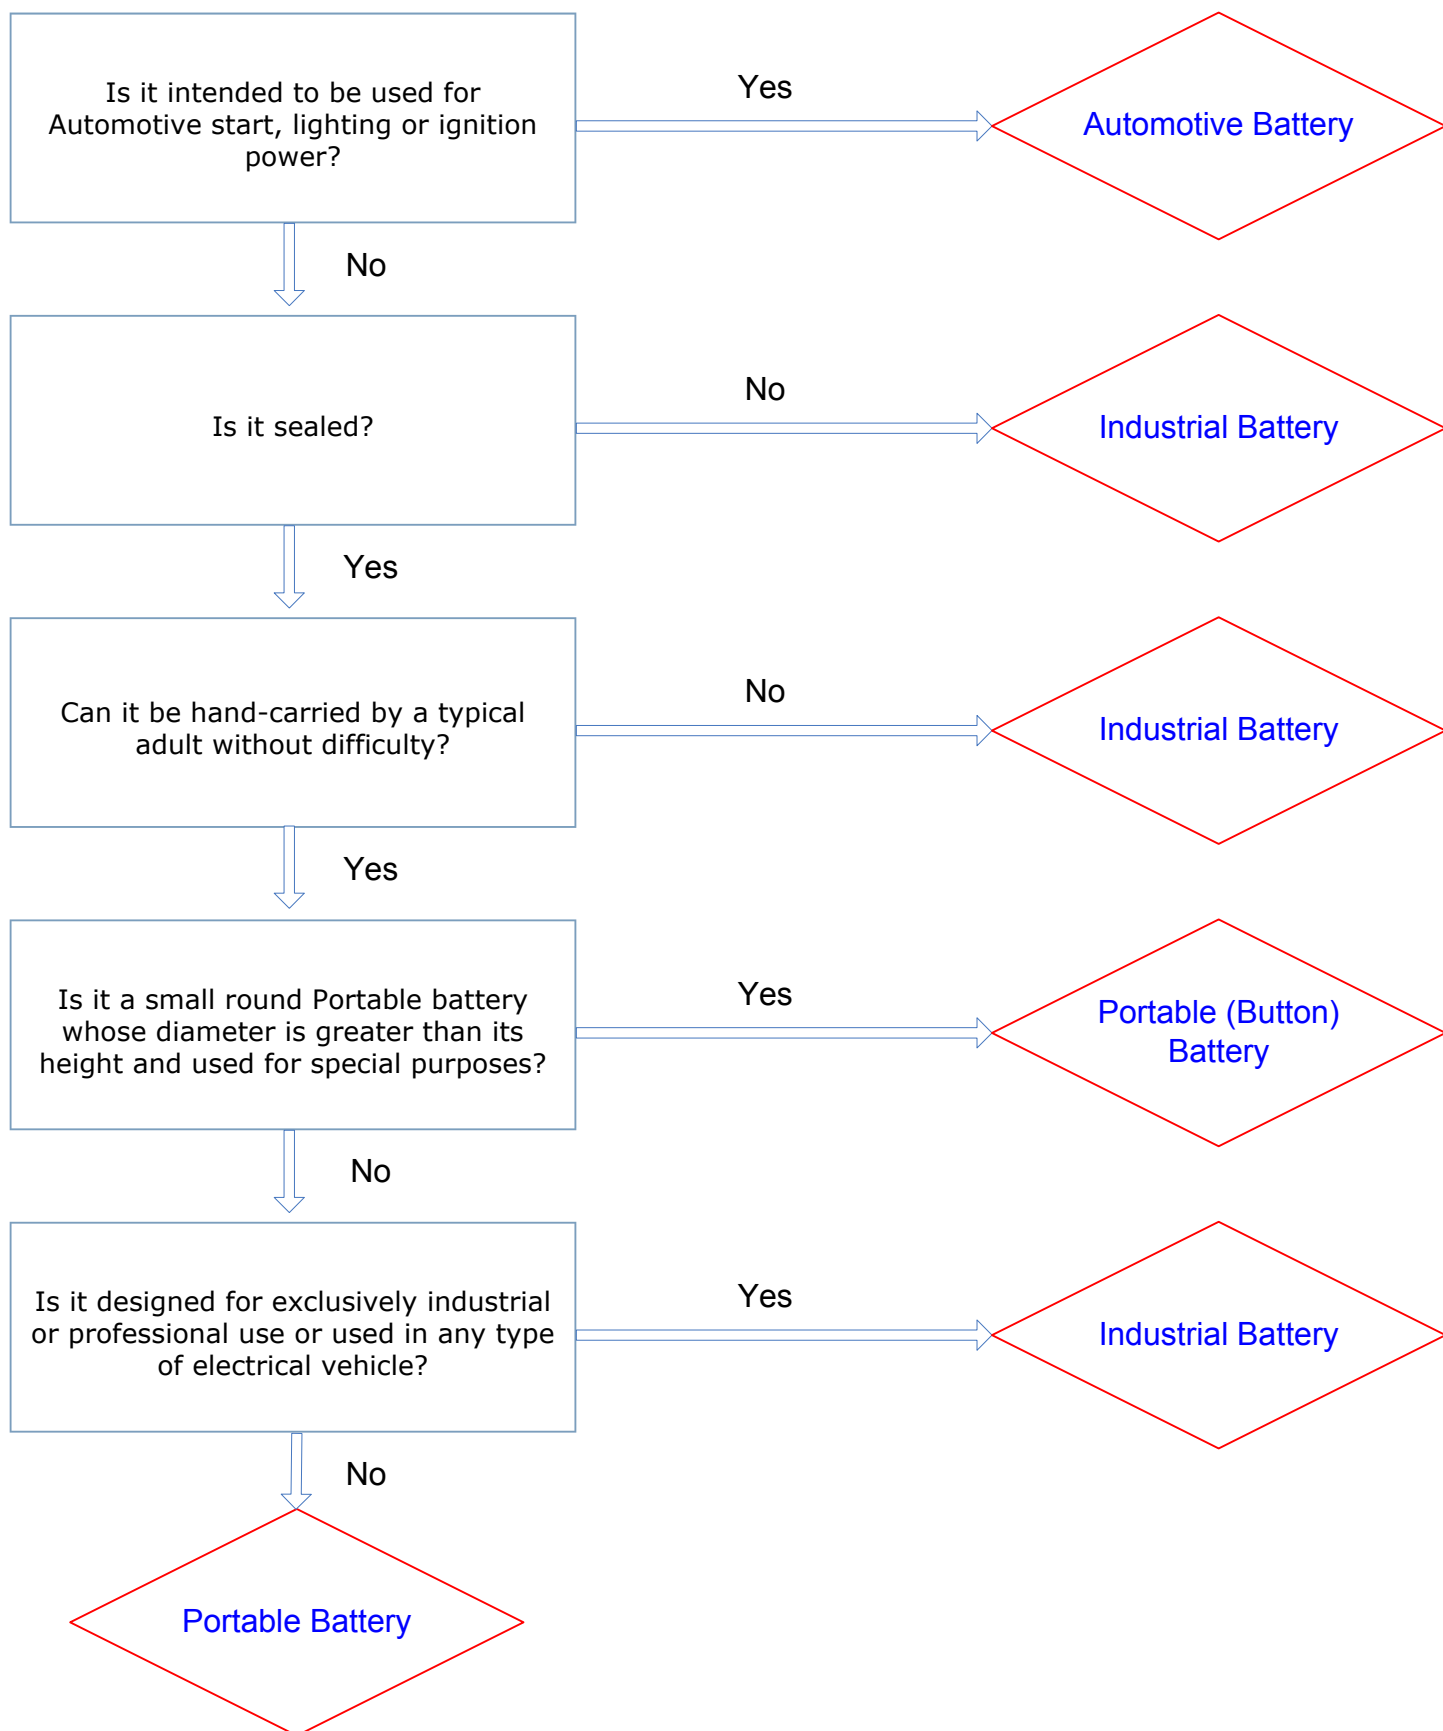 Is it intended to be used for
Automotive start, lighting or ignition
power?
Yes
Automotive Battery
No
Is it sealed?
No
Industrial Battery
Yes
Can it be hand-carried by a typical
adult without difficulty?
No
Industrial Battery
Yes
Is it a small round Portable battery
whose diameter is greater than its
height and used for special purposes?
Yes
Portable (Button)
Battery
No
Is it designed for exclusively industrial
or professional use or used in any type
of electrical vehicle?
Yes
Industrial Battery
No
Portable Battery